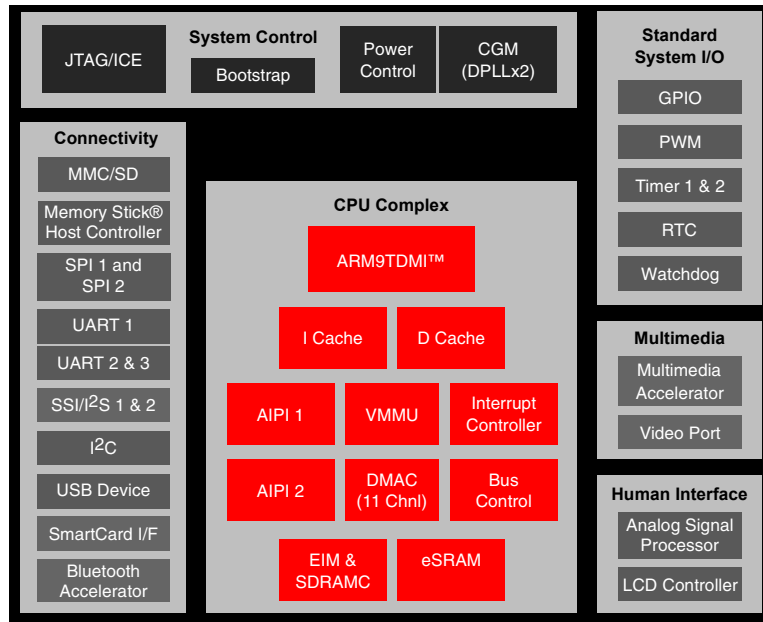 System Control
JTAG/ICE
Bootstrap
Power
Control
CGM
(DPLLx2)
Standard
System I/O
GPIO
PWM
Timer 1 & 2
RTC
Watchdog
Connectivity
MMC/SD
Memory Stick®
Host Controller
SPI 1 and
SPI 2
UART 1
UART 2 & 3
SSI/I2S 1 & 2
I2C
USB Device
SmartCard I/F
Bluetooth
Accelerator
CPU Complex
ARM9TDMI™
I Cache
D Cache
AIPI 1
VMMU
Interrupt
Controller
AIPI 2
DMAC
(11 Chnl)
Bus
Control
EIM &
SDRAMC
eSRAM
Multimedia
Multimedia
Accelerator
Video Port
Human Interface
Analog Signal
Processor
LCD Controller